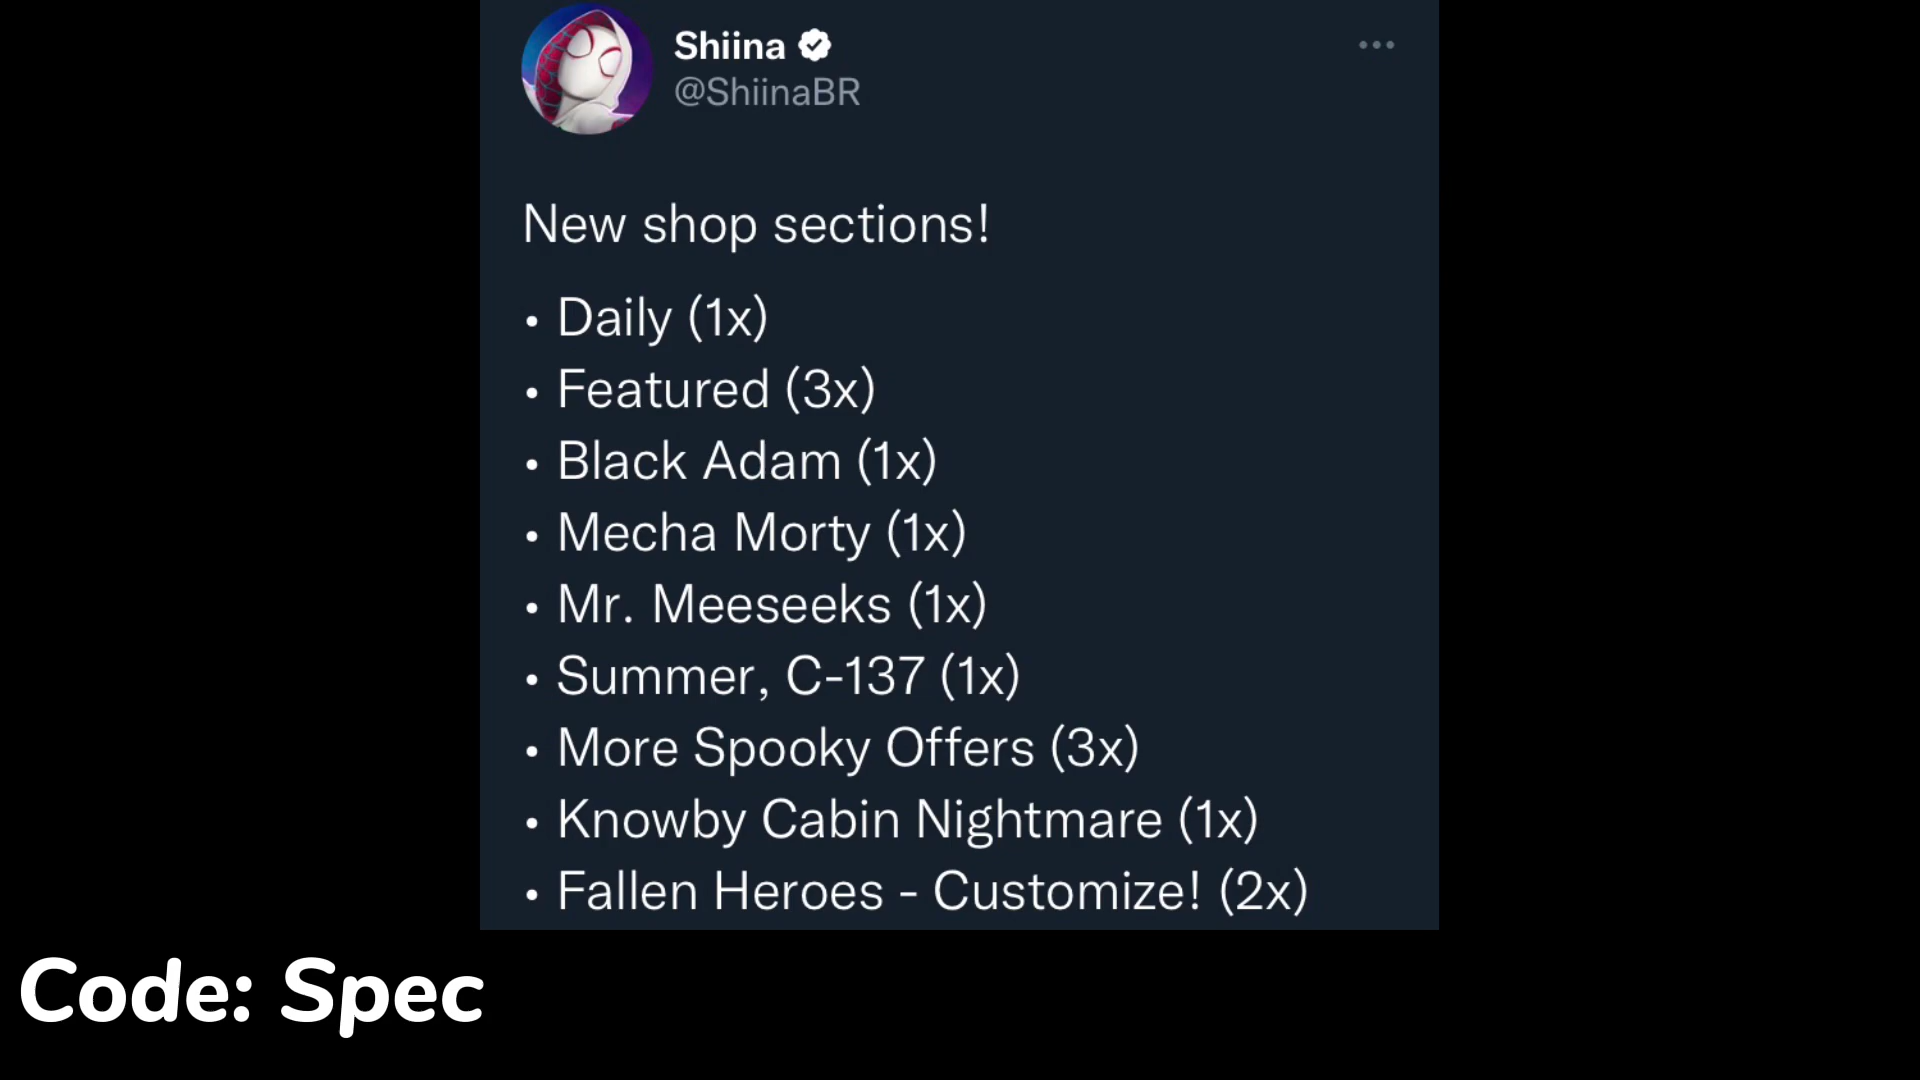 Shiina
@ShiinaBR
New shop sections!
• Daily (1x)
• Featured (3x)
• Black Adam (1x)
• Mecha Morty (1x)
• Mr. Meeseeks (1x)
• Summer, C-137 (1x)
• More Spooky Offers (3x)
• Knowby Cabin Nightmare (1x)
• Fallen Heroes - Customize! (2x)
Code: Spec